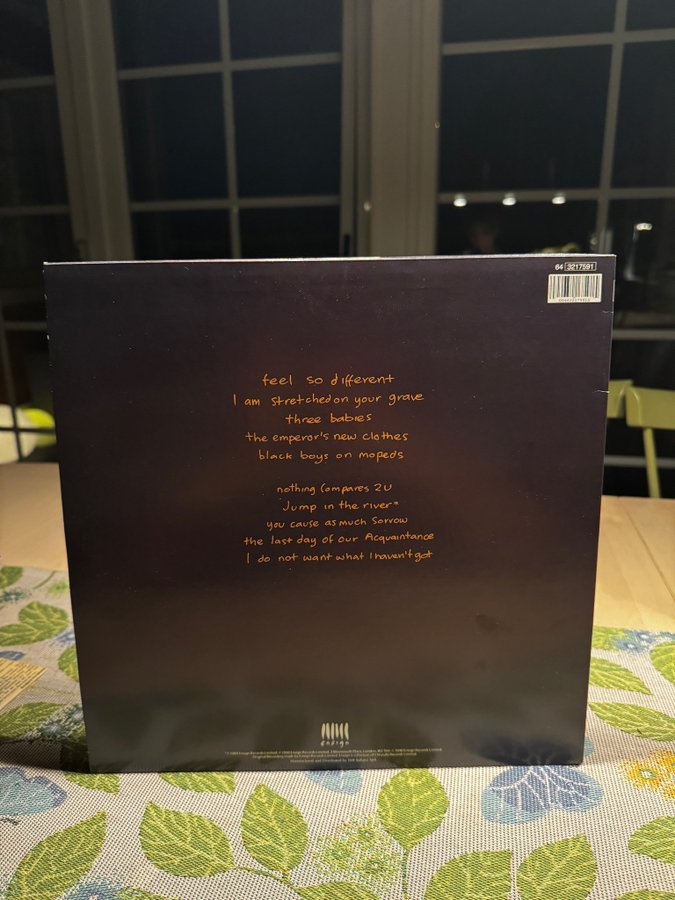 64 3217591
feel so different
I am stretched on your grave
three babies
the emperor's new clothes
black boys on mopeds
nothing Compares 2U
Jump in the river*
you cause as much sorrow
the last day of our Acquaintance
I do not want what I haven't got
ensign